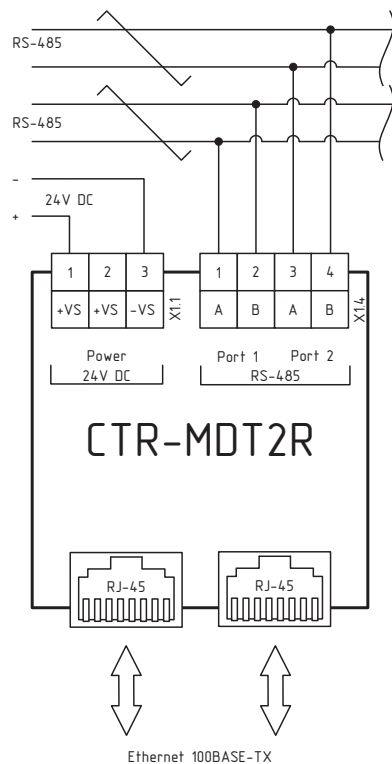 RS-485
RS-485
-
24V DC
+
1 2 3
+VS +VS -VS
X1.1
1 2 3 4
A B A B
X1.4
Power
24V DC
Port 1 Port 2
RS-485
CTR-MDT2R
RJ-45 RJ-45
Ethernet 100BASE-TX